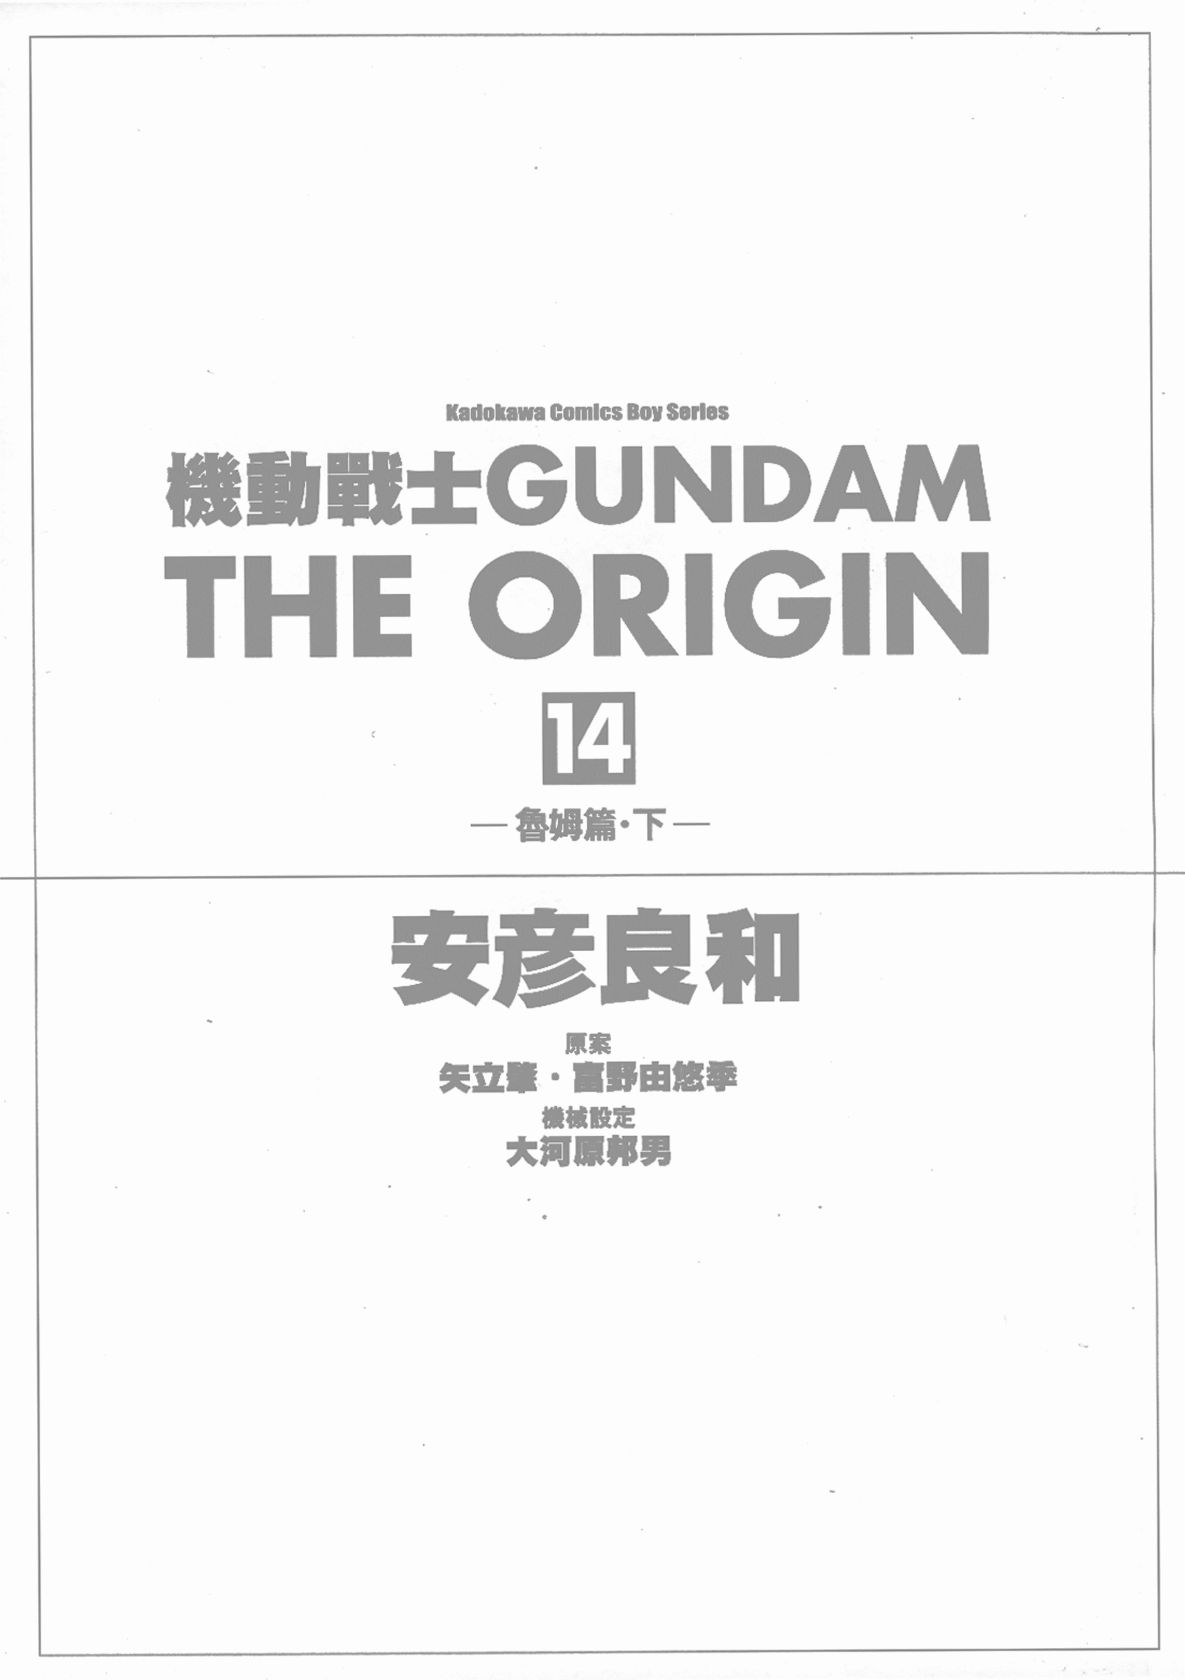 Kadokawa Comics Boy Series
機動戰士GUNDAM
THE ORIGIN
14
—魯姆篇·下—
安彦良和
原案
矢立肇·富野由悠季
機械設定
大河原邦男